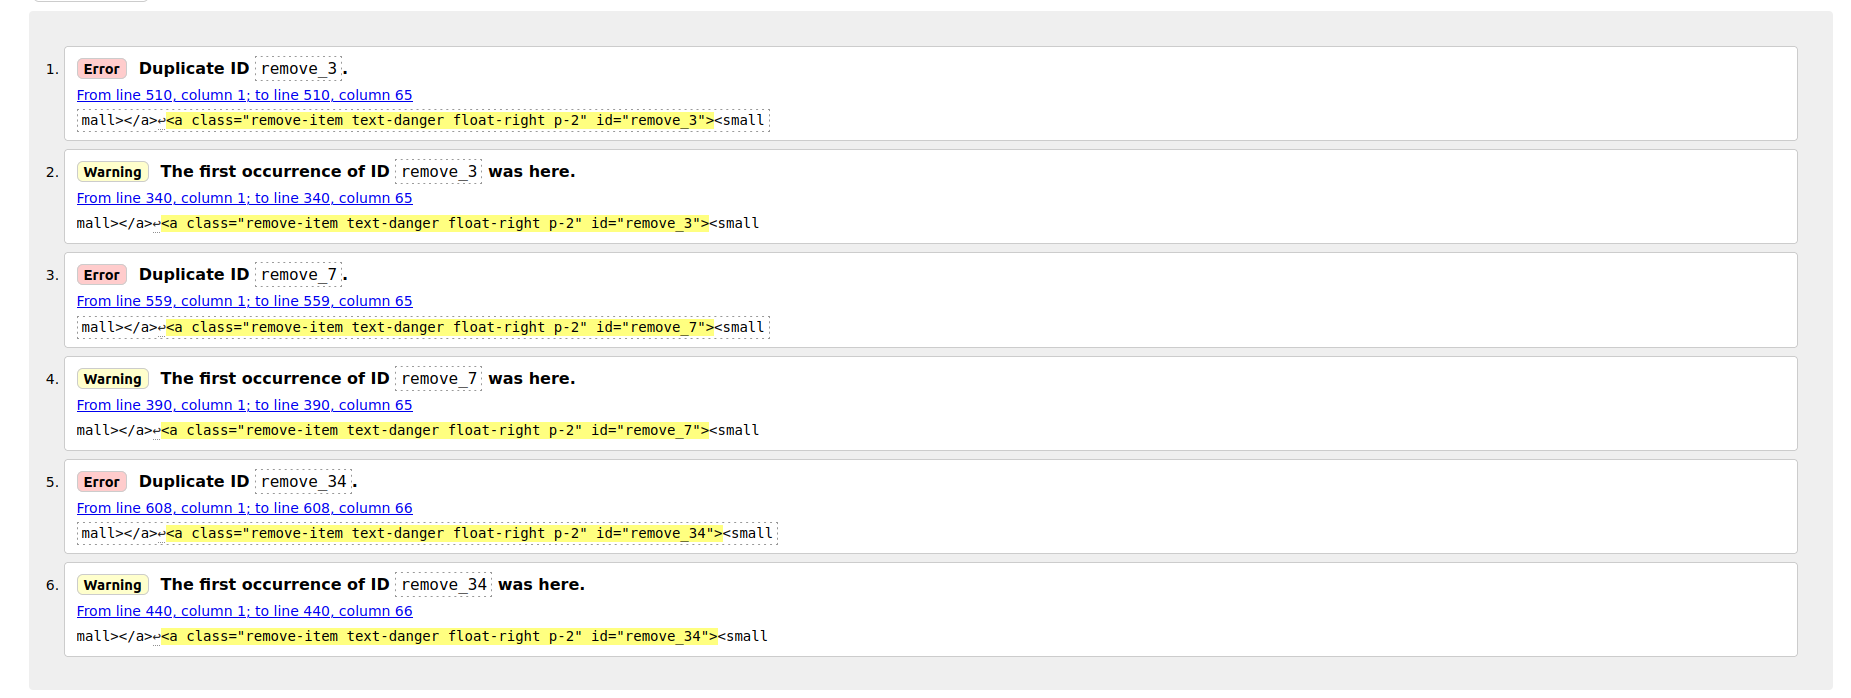 1. Error Duplicate ID remove_3.
From line 510, column 1; to line 510, column 65
mall></a>↩<a class="remove-item text-danger float-right p-2" id="remove_3"><small
2. Warning The first occurrence of ID remove_3 was here.
From line 340, column 1; to line 340, column 65
mall></a>↩<a class="remove-item text-danger float-right p-2" id="remove_3"><small
3. Error Duplicate ID remove_7.
From line 559, column 1; to line 559, column 65
mall></a>↩<a class="remove-item text-danger float-right p-2" id="remove_7"><small
4. Warning The first occurrence of ID remove_7 was here.
From line 390, column 1; to line 390, column 65
mall></a>↩<a class="remove-item text-danger float-right p-2" id="remove_7"><small
5. Error Duplicate ID remove_34.
From line 608, column 1; to line 608, column 66
mall></a>↩<a class="remove-item text-danger float-right p-2" id="remove_34"><small
6. Warning The first occurrence of ID remove_34 was here.
From line 440, column 1; to line 440, column 66
mall></a>↩<a class="remove-item text-danger float-right p-2" id="remove_34"><small